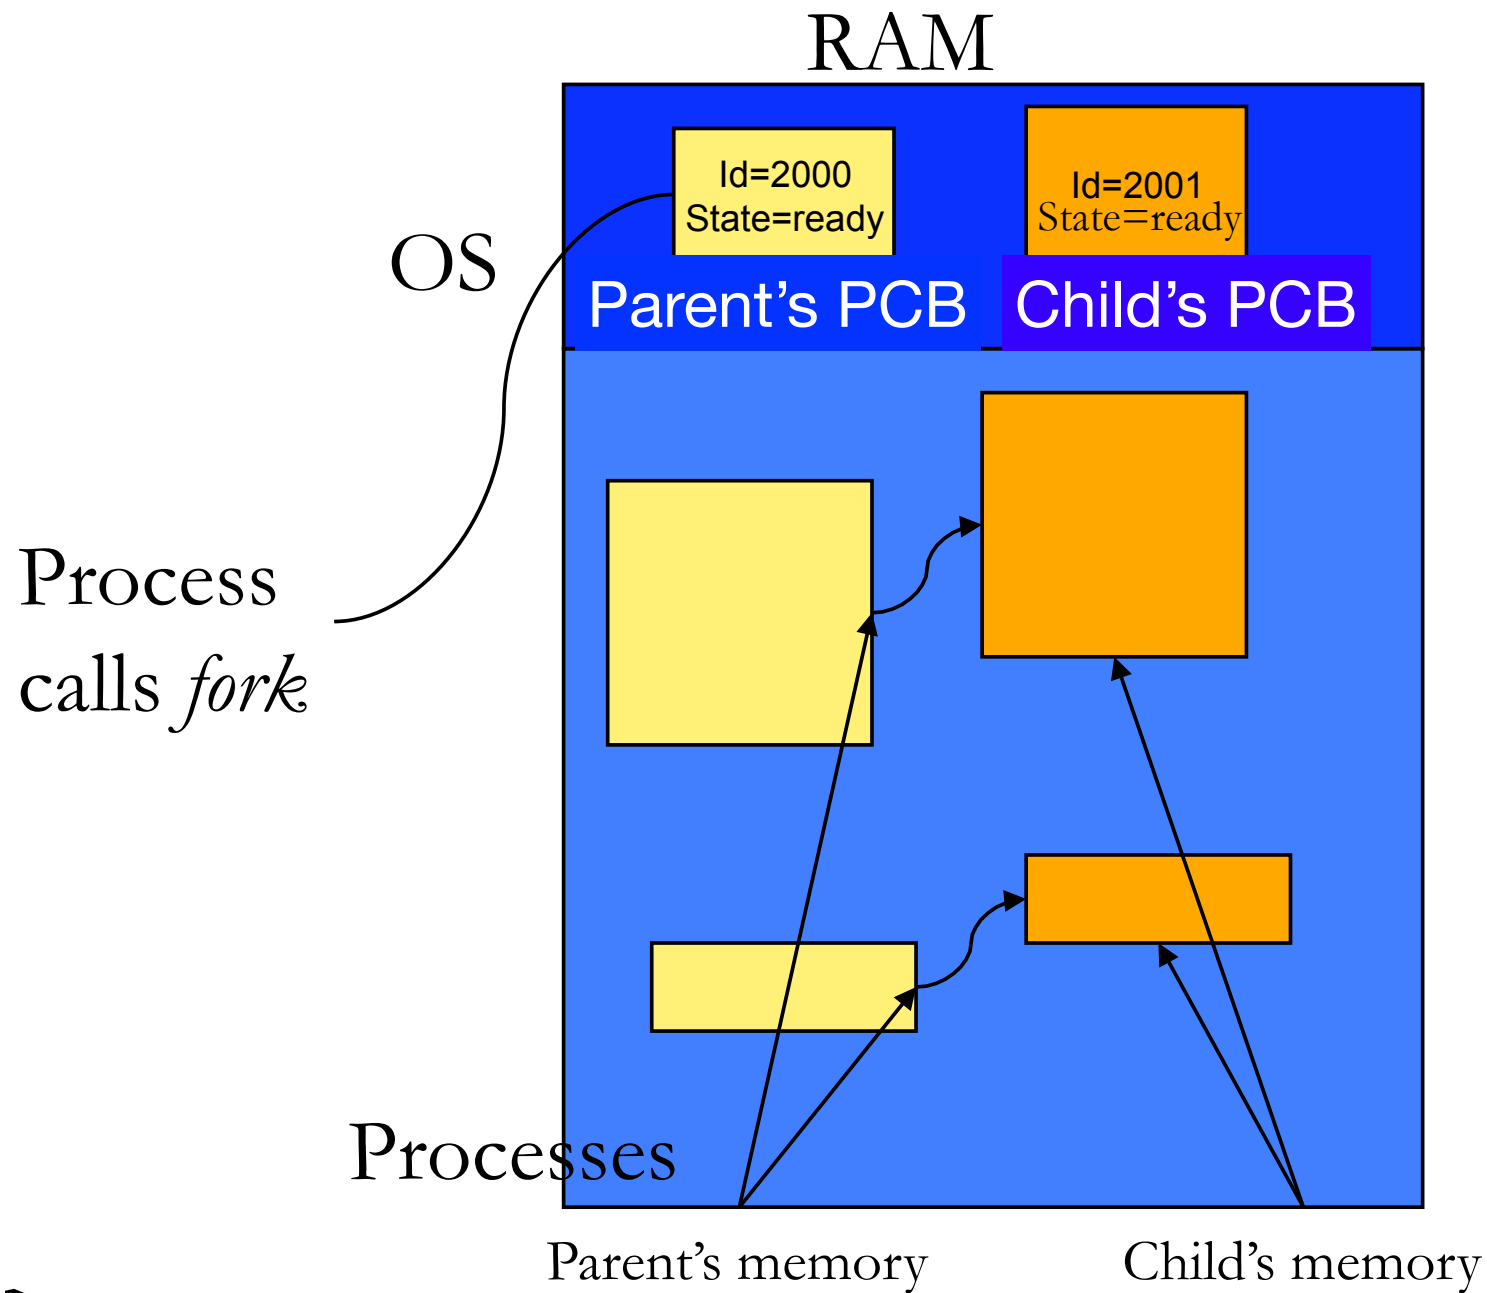 RAM
Id=2000
State=ready
Id=2001
State=ready
OS
Parent's PCB
Child's PCB
Process
calls fork
Processes
Parent's memory
Child's memory